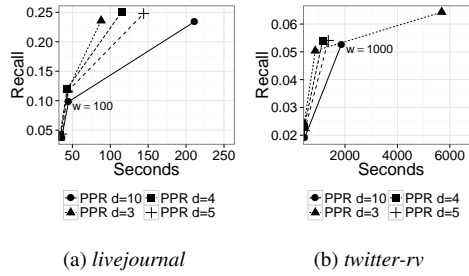 0.25
0.20
0.15
0.10
0.05
Recall
w = 100
50 100 150 200 250
Seconds
PPR d=10 PPR d=4
PPR d=3 PPR d=5
(a) livejournal
0.06
0.05
0.04
0.03
0.02
Recall
w = 1000
2000 4000 6000
Seconds
PPR d=10 PPR d=4
PPR d=3 PPR d=5
(b) twitter-rv